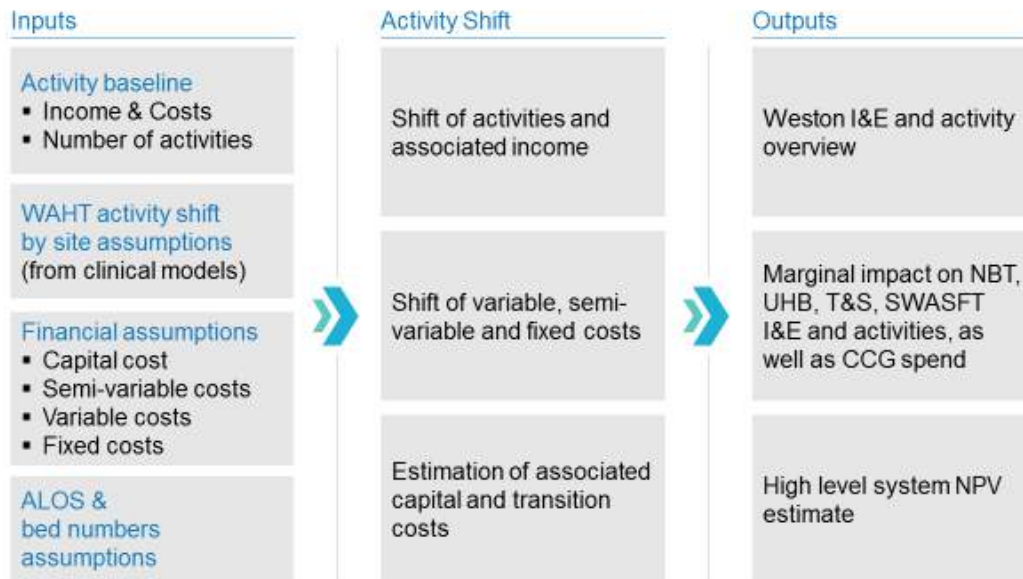 Inputs
Activity baseline
▪ Income & Costs
▪ Number of activities
WAHT activity shift
by site assumptions
(from clinical models)
Financial assumptions
▪ Capital cost
▪ Semi-variable costs
▪ Variable costs
▪ Fixed costs
ALOS &
bed numbers
assumptions
Activity Shift
Shift of activities and
associated income
Shift of variable, semi-
variable and fixed costs
Estimation of associated
capital and transition
costs
Outputs
Weston I&E and activity
overview
Marginal impact on NBT,
UHB, T&S, SWASFT
I&E and activities, as
well as CCG spend
High level system NPV
estimate